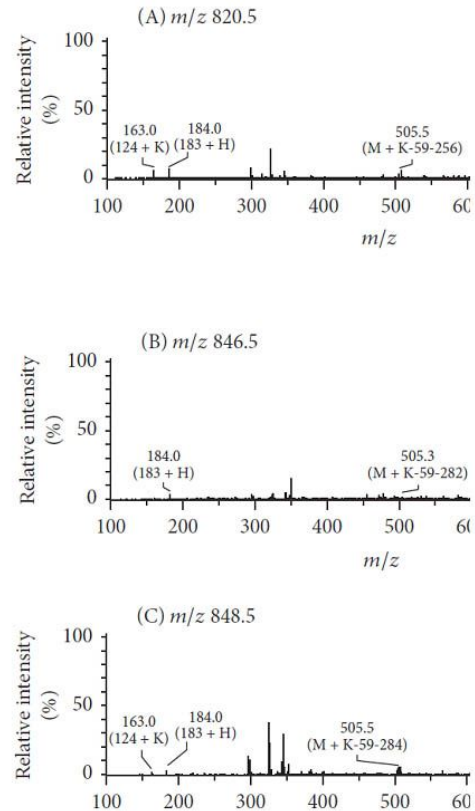 (A) m/z 820.5
Relative intensity
(%)
100
50
0
163.0
(124 + K)
184.0
(183 + H)
505.5
(M + K-59-256)
100 200 300 400 500 60
m/z
(B) m/z 846.5
Relative intensity
(%)
100
50
0
184.0
(183 + H)
505.3
(M + K-59-282)
100 200 300 400 500 60
m/z
(C) m/z 848.5
Relative intensity
(%)
100
50
0
163.0
(124 + K)
184.0
(183 + H)
505.5
(M + K-59-284)
100 200 300 400 500 60